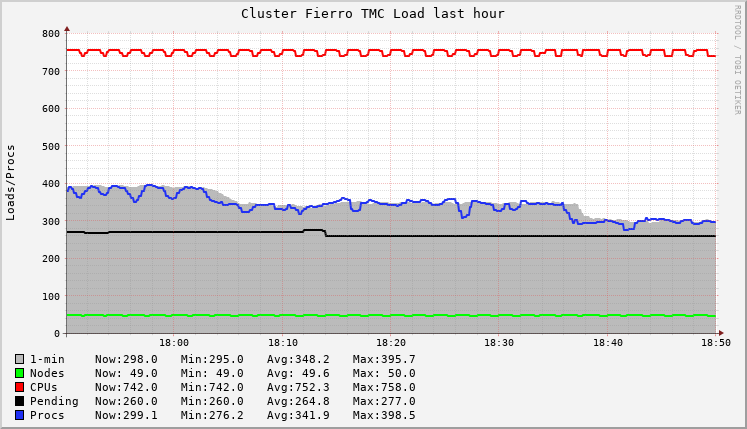 Cluster Fierro TMC Load last hour
RRDTOOL / TOBI OETIKER
Loads/Procs
800
700
600
500
400
300
200
100
0
18:00 18:10 18:20 18:30 18:40 18:50
1-min Now:298.0 Min:295.0 Avg:348.2 Max:395.7
Nodes Now: 49.0 Min: 49.0 Avg: 49.6 Max: 50.0
CPUs Now:742.0 Min:742.0 Avg:752.3 Max:758.0
Pending Now:260.0 Min:260.0 Avg:264.8 Max:277.0
Procs Now:299.1 Min:276.2 Avg:341.9 Max:398.5